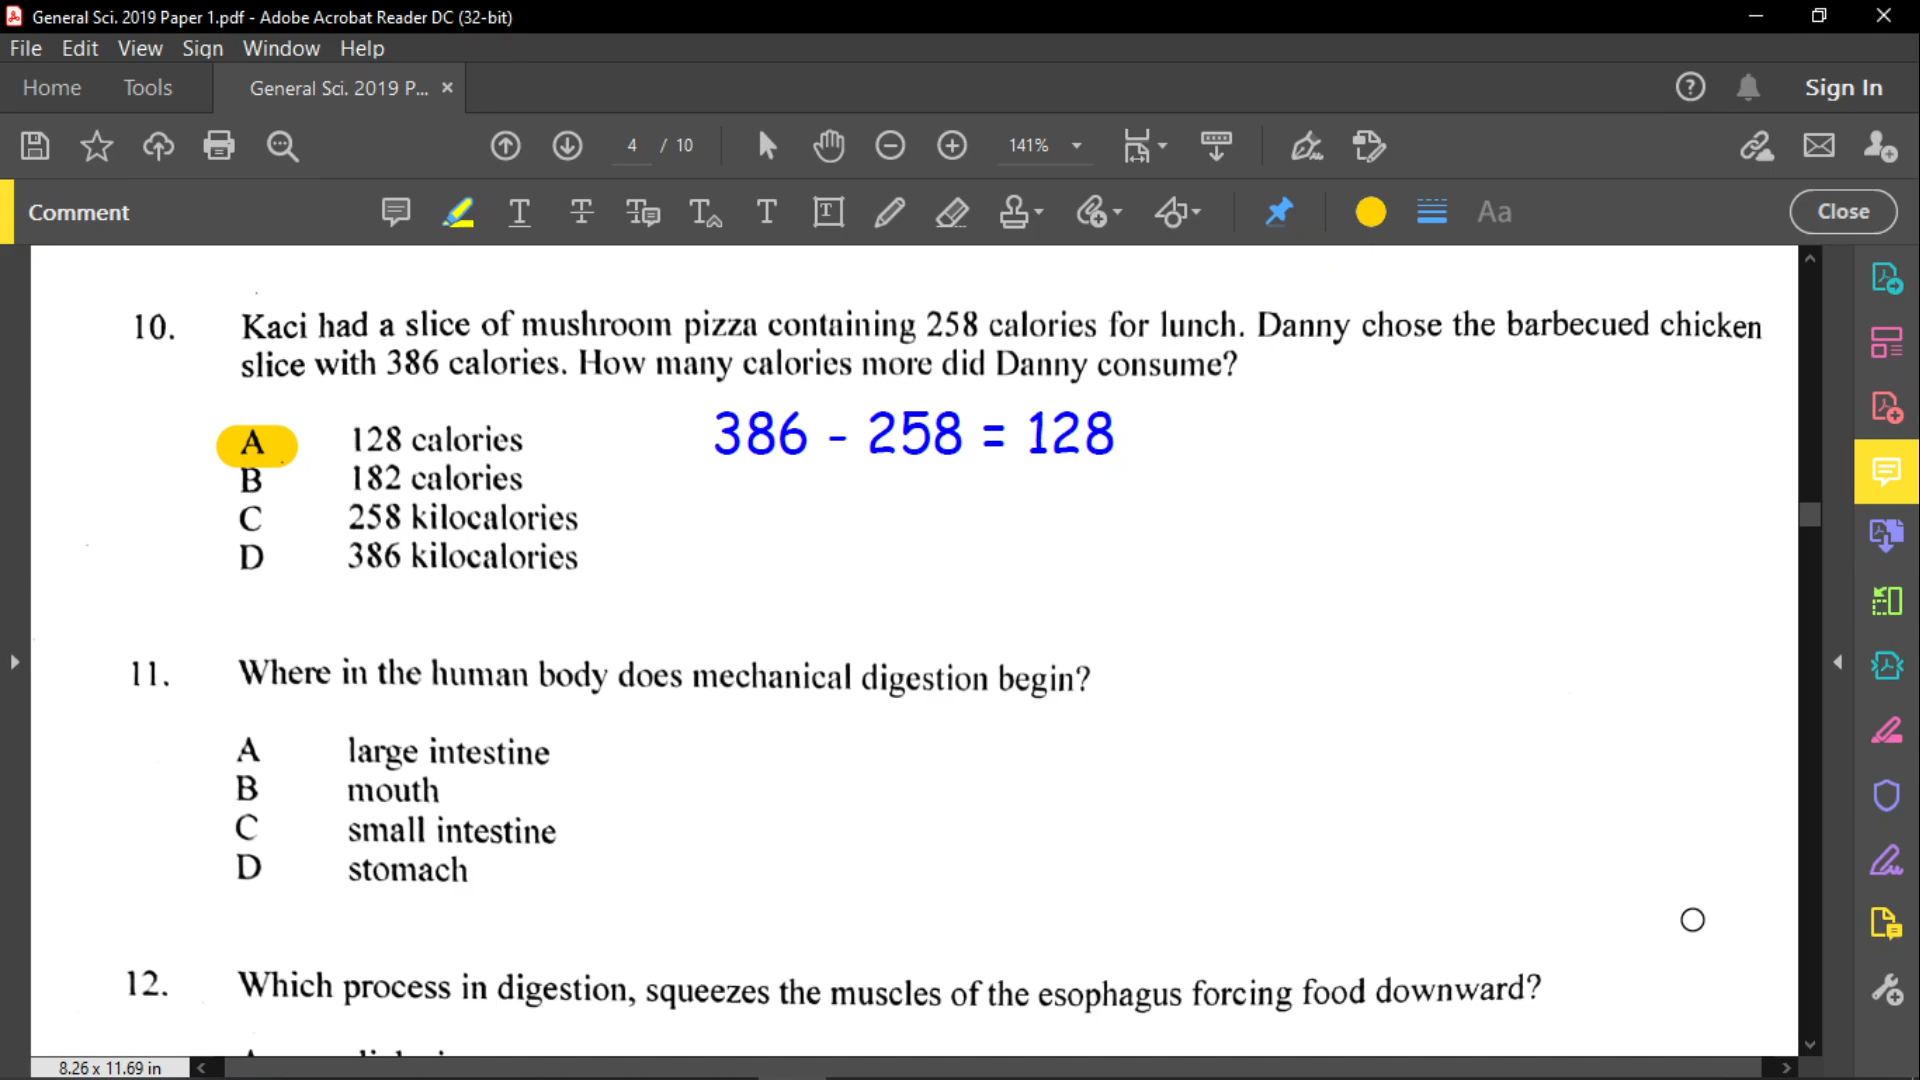 General Sci. 2019 Paper 1.pdf - Adobe Acrobat Reader DC (32-bit)
File Edit View Sign Window Help
Home Tools General Sci. 2019 P... × Sign In
4 / 10 141%
Comment Aa Close
10. Kaci had a slice of mushroom pizza containing 258 calories for lunch. Danny chose the barbecued chicken
slice with 386 calories. How many calories more did Danny consume?
A 128 calories 386 - 258 = 128
B 182 calories
C 258 kilocalories
D 386 kilocalories
11. Where in the human body does mechanical digestion begin?
A large intestine
B mouth
C small intestine
D stomach
12. Which process in digestion, squeezes the muscles of the esophagus forcing food downward?
8.26 x 11.69 in